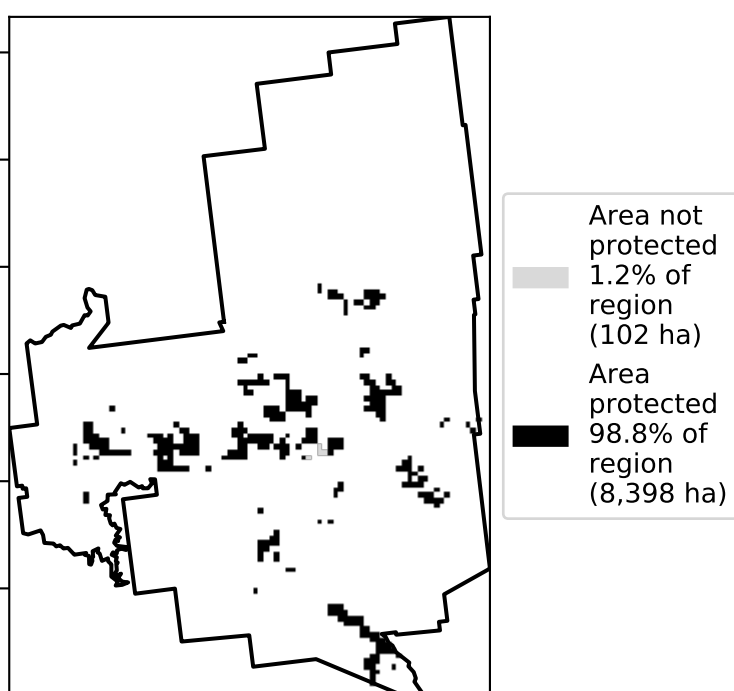 Area not
protected
1.2% of
region
(102 ha)
Area
protected
98.8% of
region
(8,398 ha)